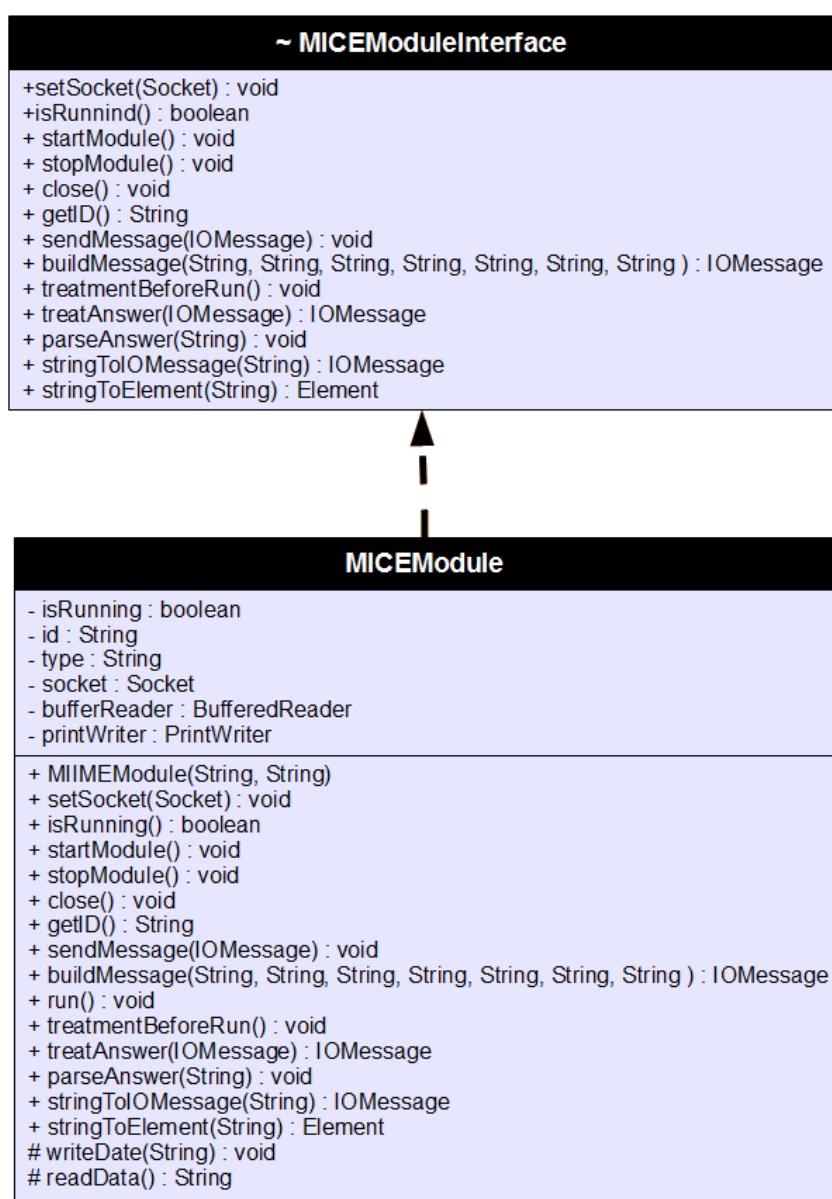 ~ MICEModuleInterface
+setSocket(Socket) : void
+isRunnind() : boolean
+ startModule() : void
+ stopModule() : void
+ close() : void
+ getID() : String
+ sendMessage(IOMessage) : void
+ buildMessage(String, String, String, String, String, String, String ) : IOMessage
+ treatmentBeforeRun() : void
+ treatAnswer(IOMessage) : IOMessage
+ parseAnswer(String) : void
+ stringToIOMessage(String) : IOMessage
+ stringToElement(String) : Element
MICEModule
- isRunning : boolean
- id : String
- type : String
- socket : Socket
- bufferReader : BufferedReader
- printWriter : PrintWriter
+ MIIMEModule(String, String)
+ setSocket(Socket) : void
+ isRunning() : boolean
+ startModule() : void
+ stopModule() : void
+ close() : void
+ getID() : String
+ sendMessage(IOMessage) : void
+ buildMessage(String, String, String, String, String, String, String ) : IOMessage
+ run() : void
+ treatmentBeforeRun() : void
+ treatAnswer(IOMessage) : IOMessage
+ parseAnswer(String) : void
+ stringToIOMessage(String) : IOMessage
+ stringToElement(String) : Element
# writeDate(String) : void
# readData() : String